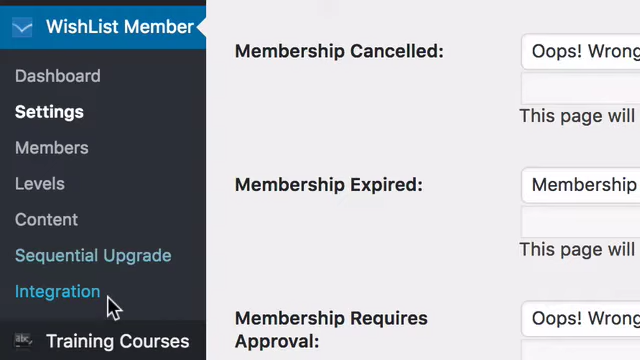 WishList Member
Dashboard
Settings
Members
Levels
Content
Sequential Upgrade
Integration
abc
Training Courses
Membership Cancelled:
Oops! Wrong
This page will
Membership Expired:
Membership
This page will
Membership Requires
Approval:
Oops! Wrong